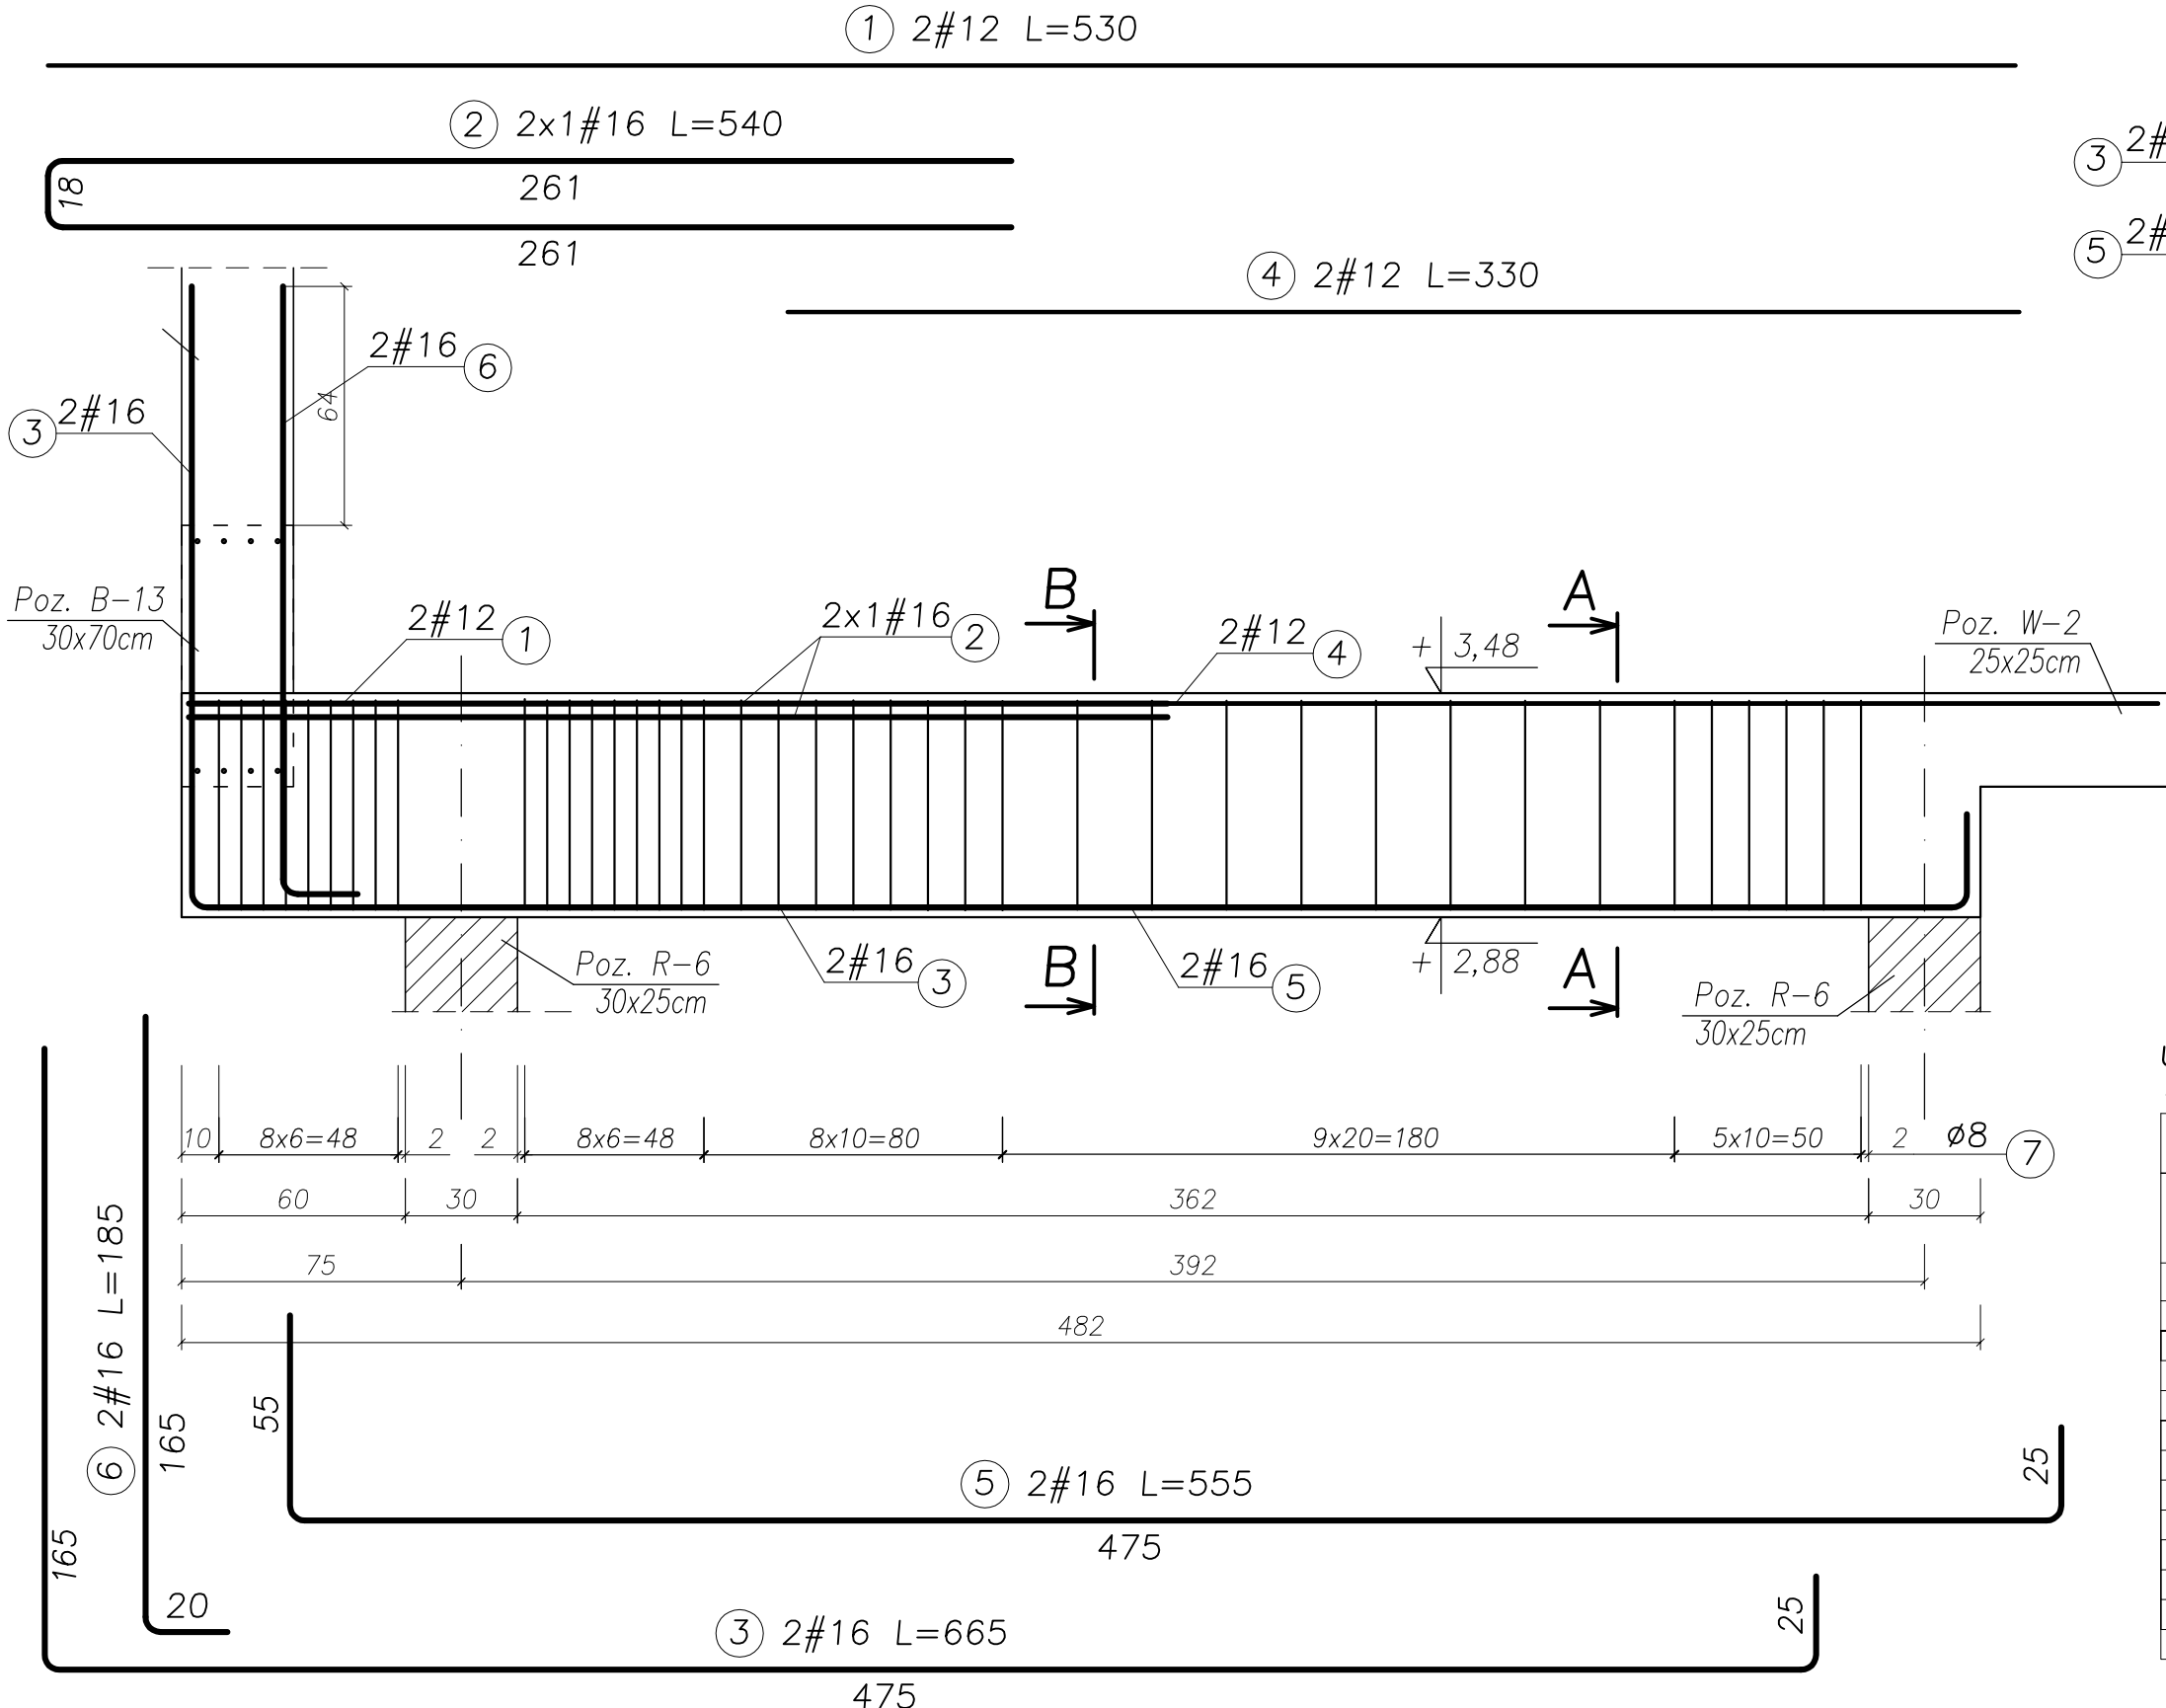 1 2#12 L=530
2 2x1#16 L=540
18
261
261
3 2#
5 2#
4 2#12 L=330
2#16 6
64
3 2#16
Poz. B-13
30x70cm
2#12 1
2x1#16 2
B
2#12 4
+ 3,48
A
Poz. W-2
25x25cm
Poz. R-6
30x25cm
2#16 3
B
2#16 5
+ 2,88
A
Poz. R-6
30x25cm
10 8x6=48 2 2 8x6=48 8x10=80 9x20=180 5x10=50 2 ø8 7
60 30 362 30
75 392
482
6 2#16 L=185
165
20
55
5 2#16 L=555
475
25
165
3 2#16 L=665
475
25